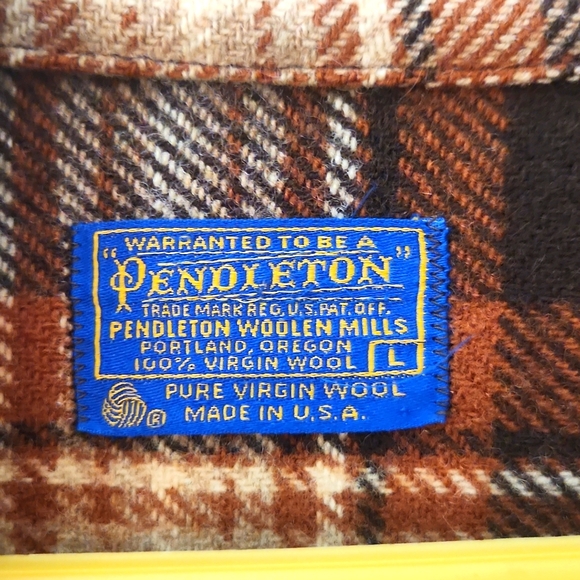 WARRANTED TO BE A
"PENDLETON"
TRADE MARK REG. U.S. PAT. OFF.
PENDLETON WOOLEN MILLS
PORTLAND, OREGON
100% VIRGIN WOOL L
PURE VIRGIN WOOL
® MADE IN U.S.A.